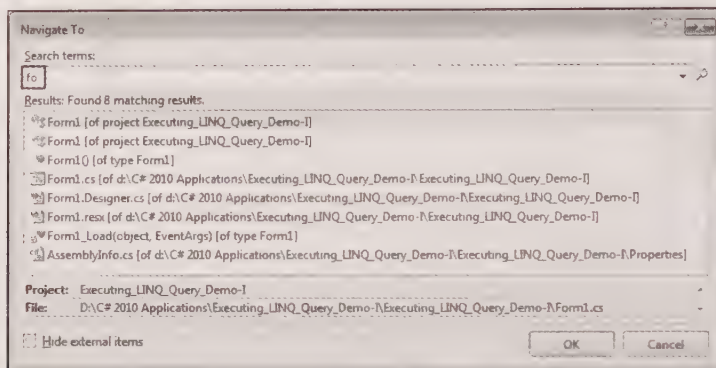 Navigate To
Search terms:
fo
Results: Found 8 matching results.
Form1 [of project Executing_LINQ_Query_Demo-I]
Form1 [of project Executing_LINQ_Query_Demo-I]
Form1() [of type Form1]
Form1.cs [of d:\C# 2010 Applications\Executing_LINQ_Query_Demo-I\Executing_LINQ_Query_Demo-I]
Form1.Designer.cs [of d:\C# 2010 Applications\Executing_LINQ_Query_Demo-I\Executing_LINQ_Query_Demo-I]
Form1.resx [of d:\C# 2010 Applications\Executing_LINQ_Query_Demo-I\Executing_LINQ_Query_Demo-I]
Form1_Load(object, EventArgs) [of type Form1]
AssemblyInfo.cs [of d:\C# 2010 Applications\Executing_LINQ_Query_Demo-I\Executing_LINQ_Query_Demo-I\Properties]
Project: Executing_LINQ_Query_Demo-I
File: D:\C# 2010 Applications\Executing_LINQ_Query_Demo-I\Executing_LINQ_Query_Demo-I\Form1.cs
Hide external items
OK Cancel